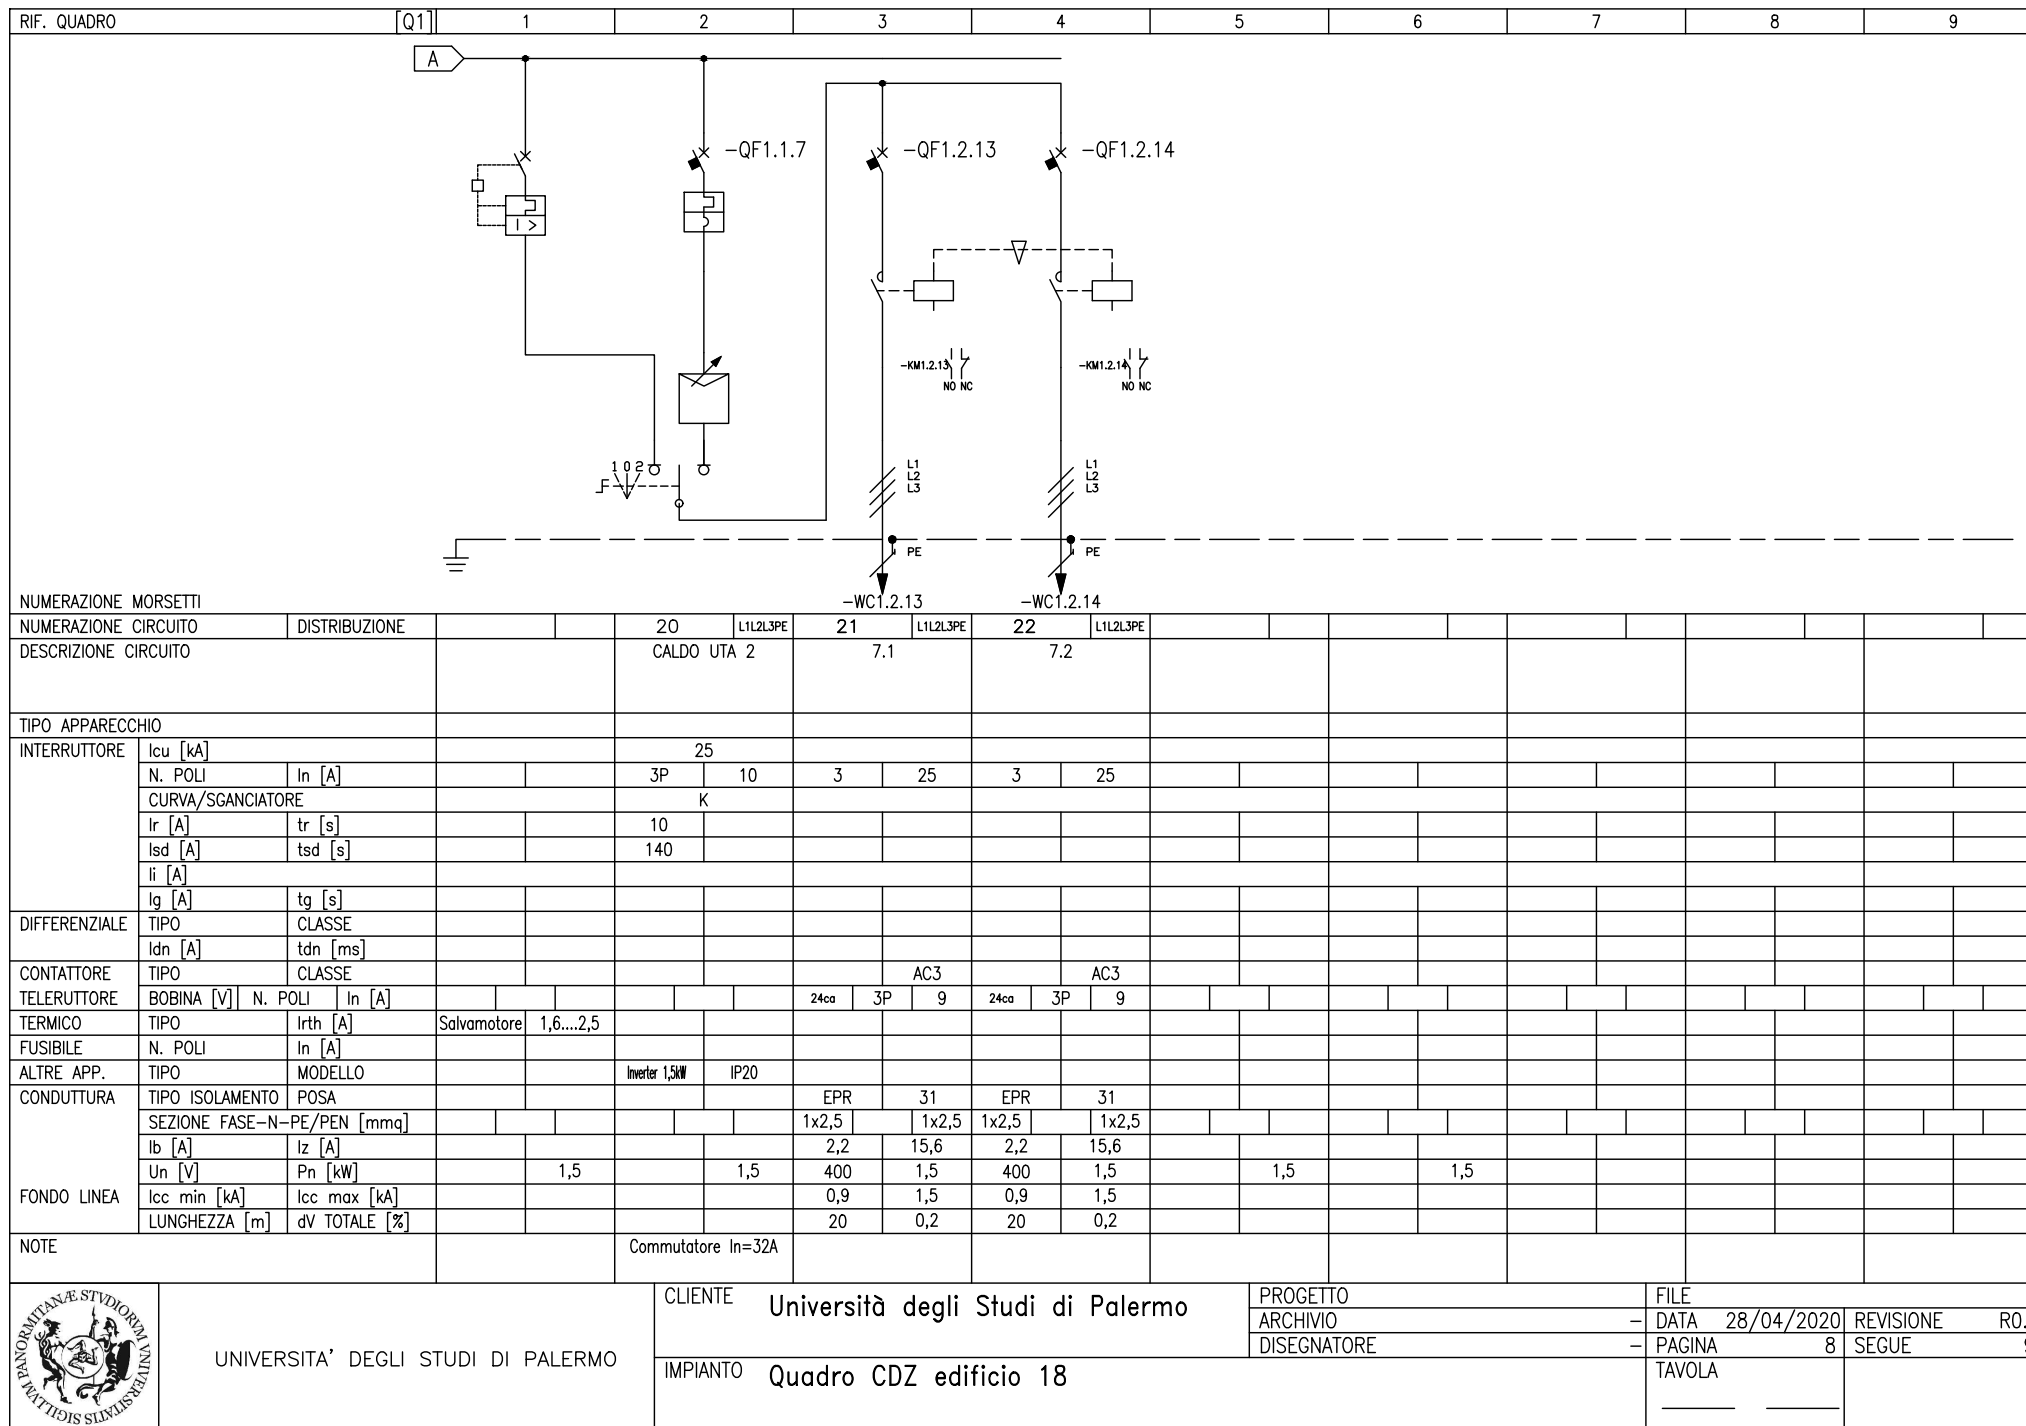 RIF. QUADRO [Q1] 1 2 3 4 5 6 7 8 9
A
-QF1.1.7 -QF1.2.13 -QF1.2.14
I >
-KM1.2.13 -KM1.2.14
NO NC NO NC
1 0 2
L1 L1
L2 L2
L3 L3
PE PE
NUMERAZIONE MORSETTI -WC1.2.13 -WC1.2.14
NUMERAZIONE CIRCUITO DISTRIBUZIONE 20 L1L2L3PE 21 L1L2L3PE 22 L1L2L3PE
DESCRIZIONE CIRCUITO CALDO UTA 2 7.1 7.2
TIPO APPARECCHIO
INTERRUTTORE Icu [kA] 25
N. POLI In [A] 3P 10 3 25 3 25
CURVA/SGANCIATORE K
Ir [A] tr [s] 10
Isd [A] tsd [s] 140
Ii [A]
Ig [A] tg [s]
DIFFERENZIALE TIPO CLASSE
Idn [A] tdn [ms]
CONTATTORE TIPO CLASSE AC3 AC3
TELERUTTORE BOBINA [V] N. POLI In [A] 24ca 3P 9 24ca 3P 9
TERMICO TIPO Irth [A] Salvamotore 1,6....2,5
FUSIBILE N. POLI In [A]
ALTRE APP. TIPO MODELLO Inverter 1,5kW IP20
CONDUTTURA TIPO ISOLAMENTO POSA EPR 31 EPR 31
SEZIONE FASE-N-PE/PEN [mmq] 1x2,5 1x2,5 1x2,5 1x2,5
Ib [A] Iz [A] 2,2 15,6 2,2 15,6
Un [V] Pn [kW] 1,5 1,5 400 1,5 400 1,5 1,5 1,5
FONDO LINEA Icc min [kA] Icc max [kA] 0,9 1,5 0,9 1,5
LUNGHEZZA [m] dV TOTALE [%] 20 0,2 20 0,2
NOTE Commutatore In=32A
SIGILLVM PANORMITANÆ STVDIORVM VNIVERSITATIS
UNIVERSITA' DEGLI STUDI DI PALERMO
CLIENTE Università degli Studi di Palermo
IMPIANTO Quadro CDZ edificio 18
PROGETTO FILE
ARCHIVIO - DATA 28/04/2020 REVISIONE R0.
DISEGNATORE - PAGINA 8 SEGUE
TAVOLA